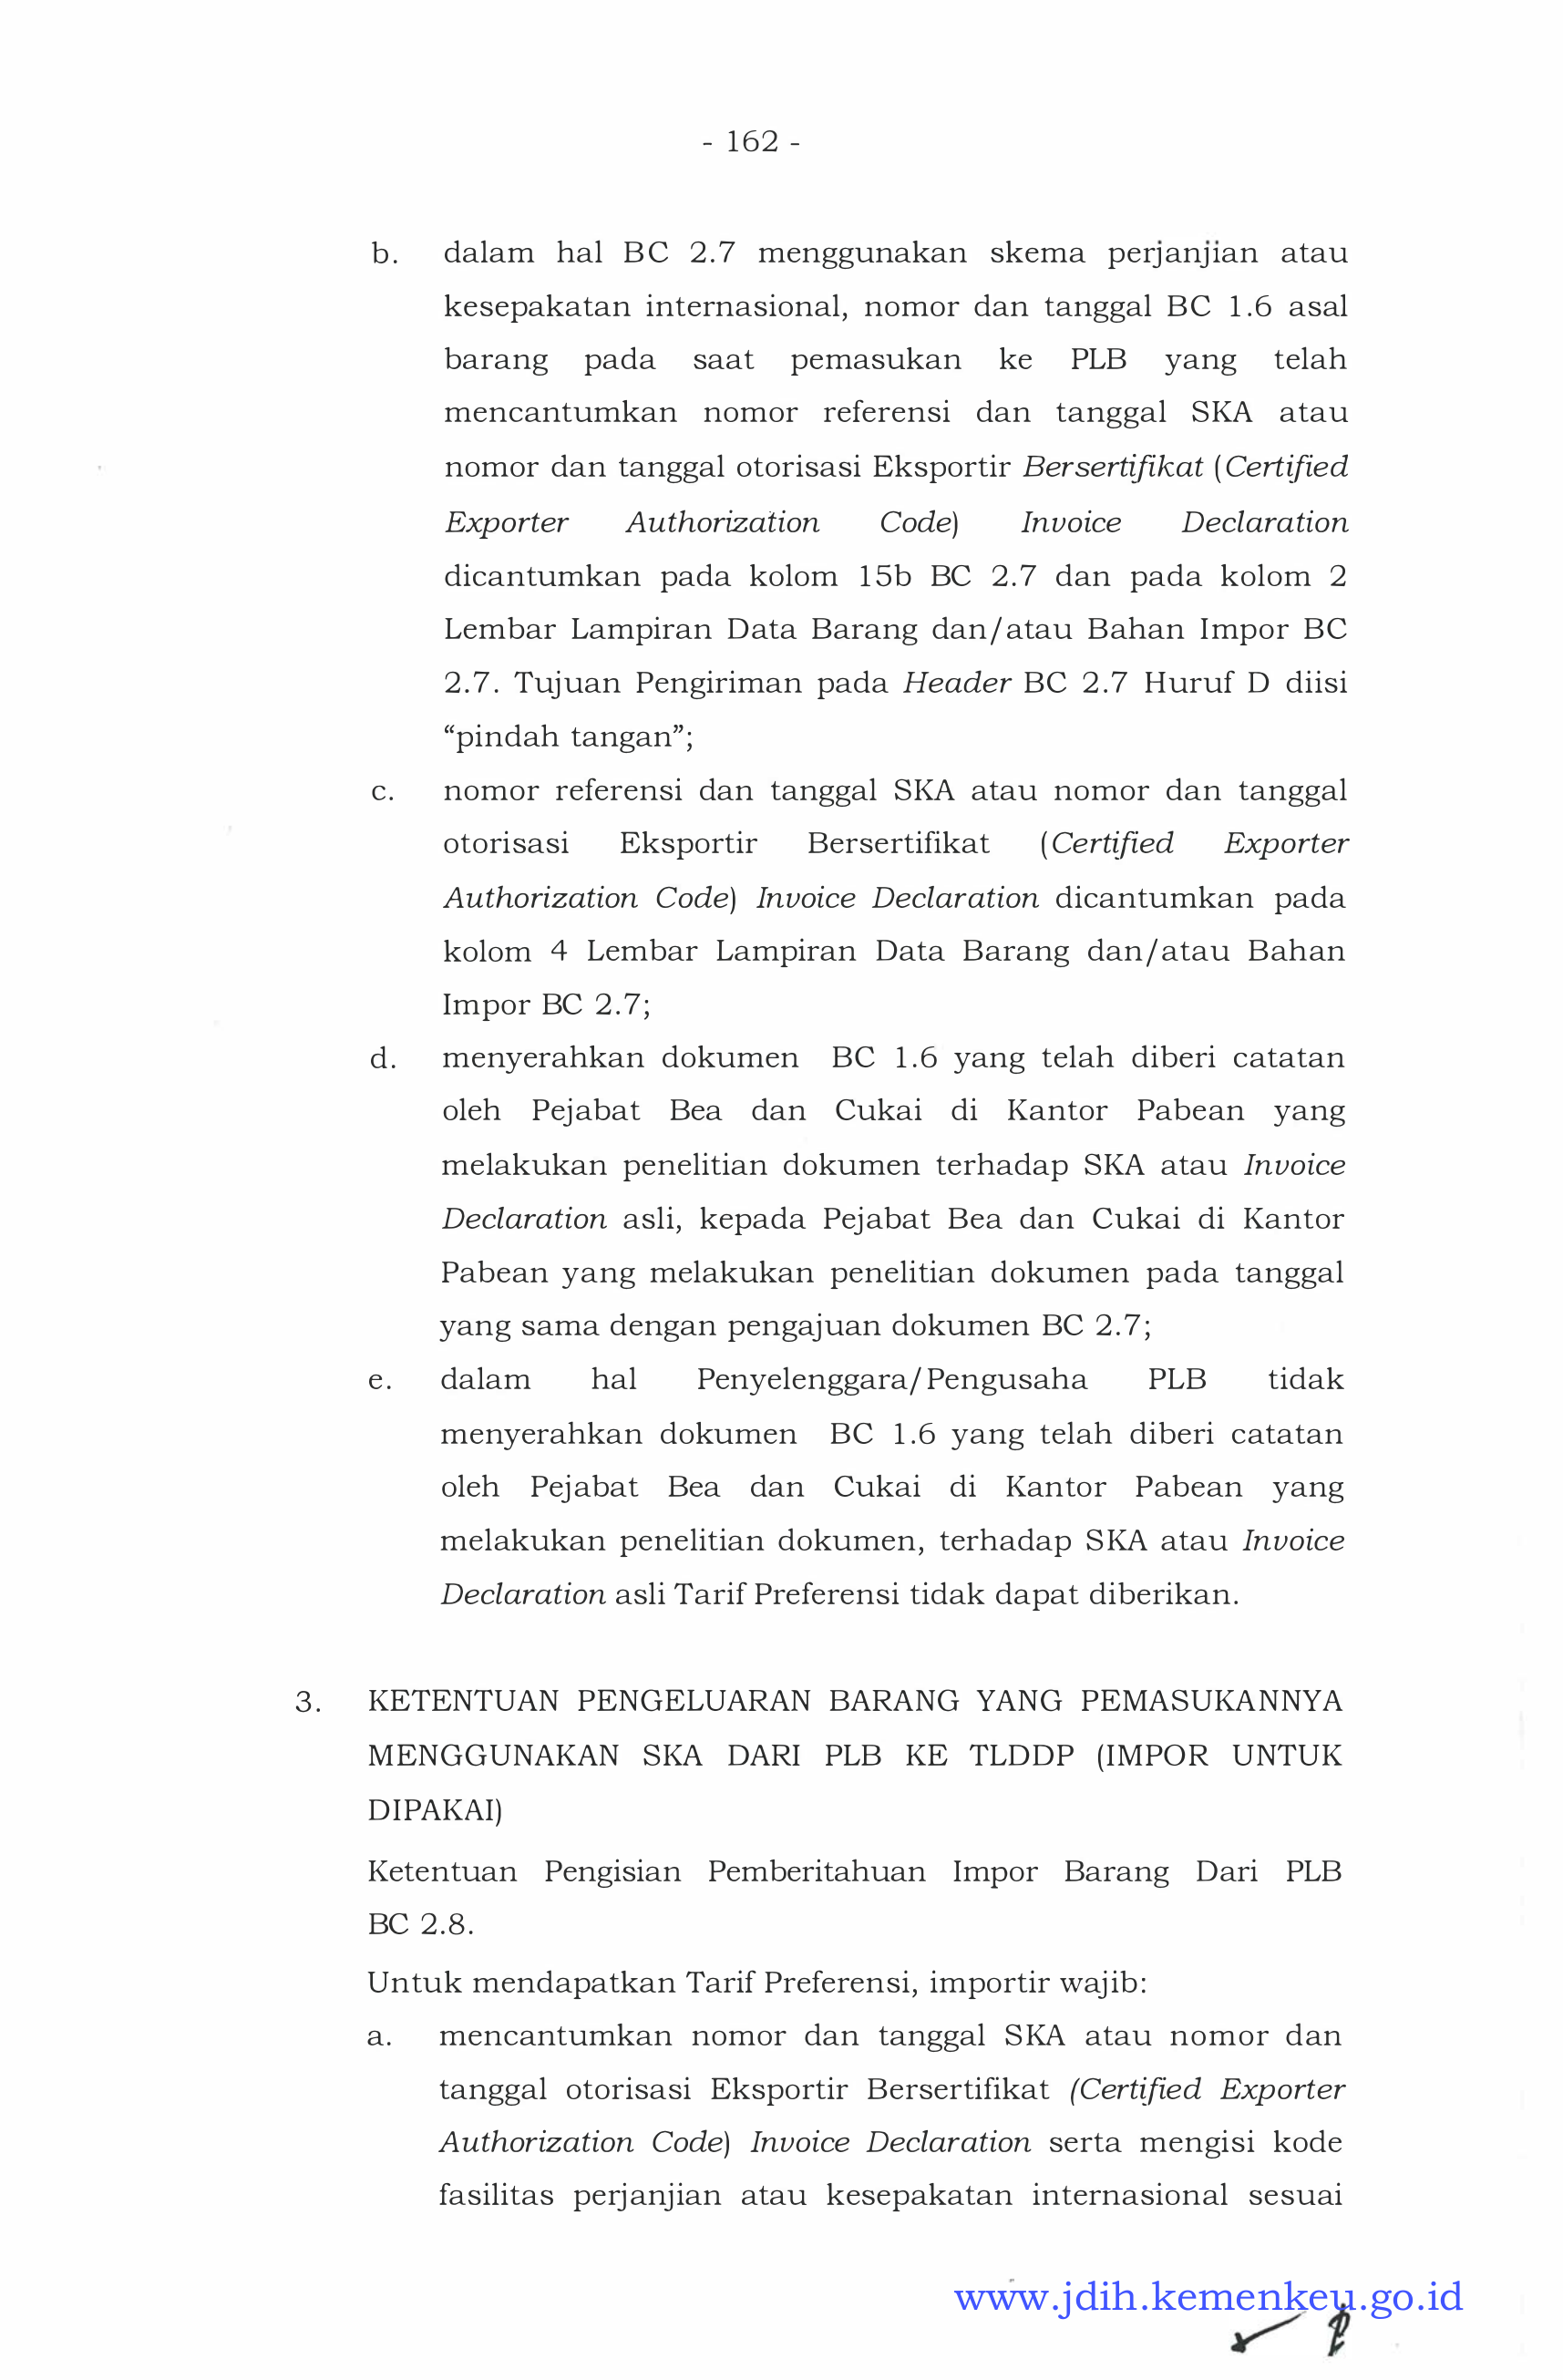 - 162 -
b. dalam hal BC 2.7 menggunakan skema perjanjian atau
kesepakatan internasional, nomor dan tanggal BC 1.6 asal
barang pada saat pemasukan ke PLB yang telah
mencantumkan nomor referensi dan tanggal SKA atau
nomor dan tanggal otorisasi Eksportir Bersertifikat (Certified
Exporter Authorization Code) Invoice Declaration
dicantumkan pada kolom 15b BC 2.7 dan pada kolom 2
Lembar Lampiran Data Barang dan/atau Bahan Impor BC
2.7. Tujuan Pengiriman pada Header BC 2.7 Huruf D diisi
“pindah tangan”;
c. nomor referensi dan tanggal SKA atau nomor dan tanggal
otorisasi Eksportir Bersertifikat (Certified Exporter
Authorization Code) Invoice Declaration dicantumkan pada
kolom 4 Lembar Lampiran Data Barang dan/atau Bahan
Impor BC 2.7;
d. menyerahkan dokumen BC 1.6 yang telah diberi catatan
oleh Pejabat Bea dan Cukai di Kantor Pabean yang
melakukan penelitian dokumen terhadap SKA atau Invoice
Declaration asli, kepada Pejabat Bea dan Cukai di Kantor
Pabean yang melakukan penelitian dokumen pada tanggal
yang sama dengan pengajuan dokumen BC 2.7;
e. dalam hal Penyelenggara/Pengusaha PLB tidak
menyerahkan dokumen BC 1.6 yang telah diberi catatan
oleh Pejabat Bea dan Cukai di Kantor Pabean yang
melakukan penelitian dokumen, terhadap SKA atau Invoice
Declaration asli Tarif Preferensi tidak dapat diberikan.
3. KETENTUAN PENGELUARAN BARANG YANG PEMASUKANNYA
MENGGUNAKAN SKA DARI PLB KE TLDDP (IMPOR UNTUK
DIPAKAI)
Ketentuan Pengisian Pemberitahuan Impor Barang Dari PLB
BC 2.8.
Untuk mendapatkan Tarif Preferensi, importir wajib:
a. mencantumkan nomor dan tanggal SKA atau nomor dan
tanggal otorisasi Eksportir Bersertifikat (Certified Exporter
Authorization Code) Invoice Declaration serta mengisi kode
fasilitas perjanjian atau kesepakatan internasional sesuai
www.jdih.kemenkeu.go.id